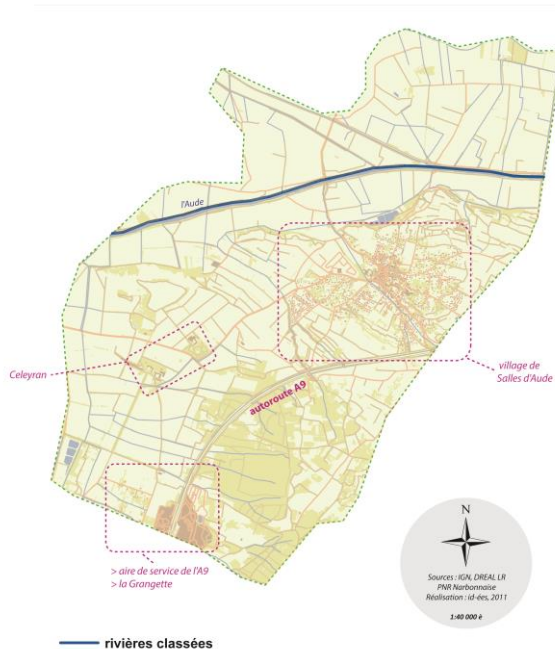 l'Aude
Celeyran
village de
Salles d'Aude
autoroute A9
> aire de service de l'A9
> la Grangette
N
Sources : IGN, DREAL LR
PNR Narbonnaise
Réalisation : id-ées, 2011
1:40 000 è
rivières classées